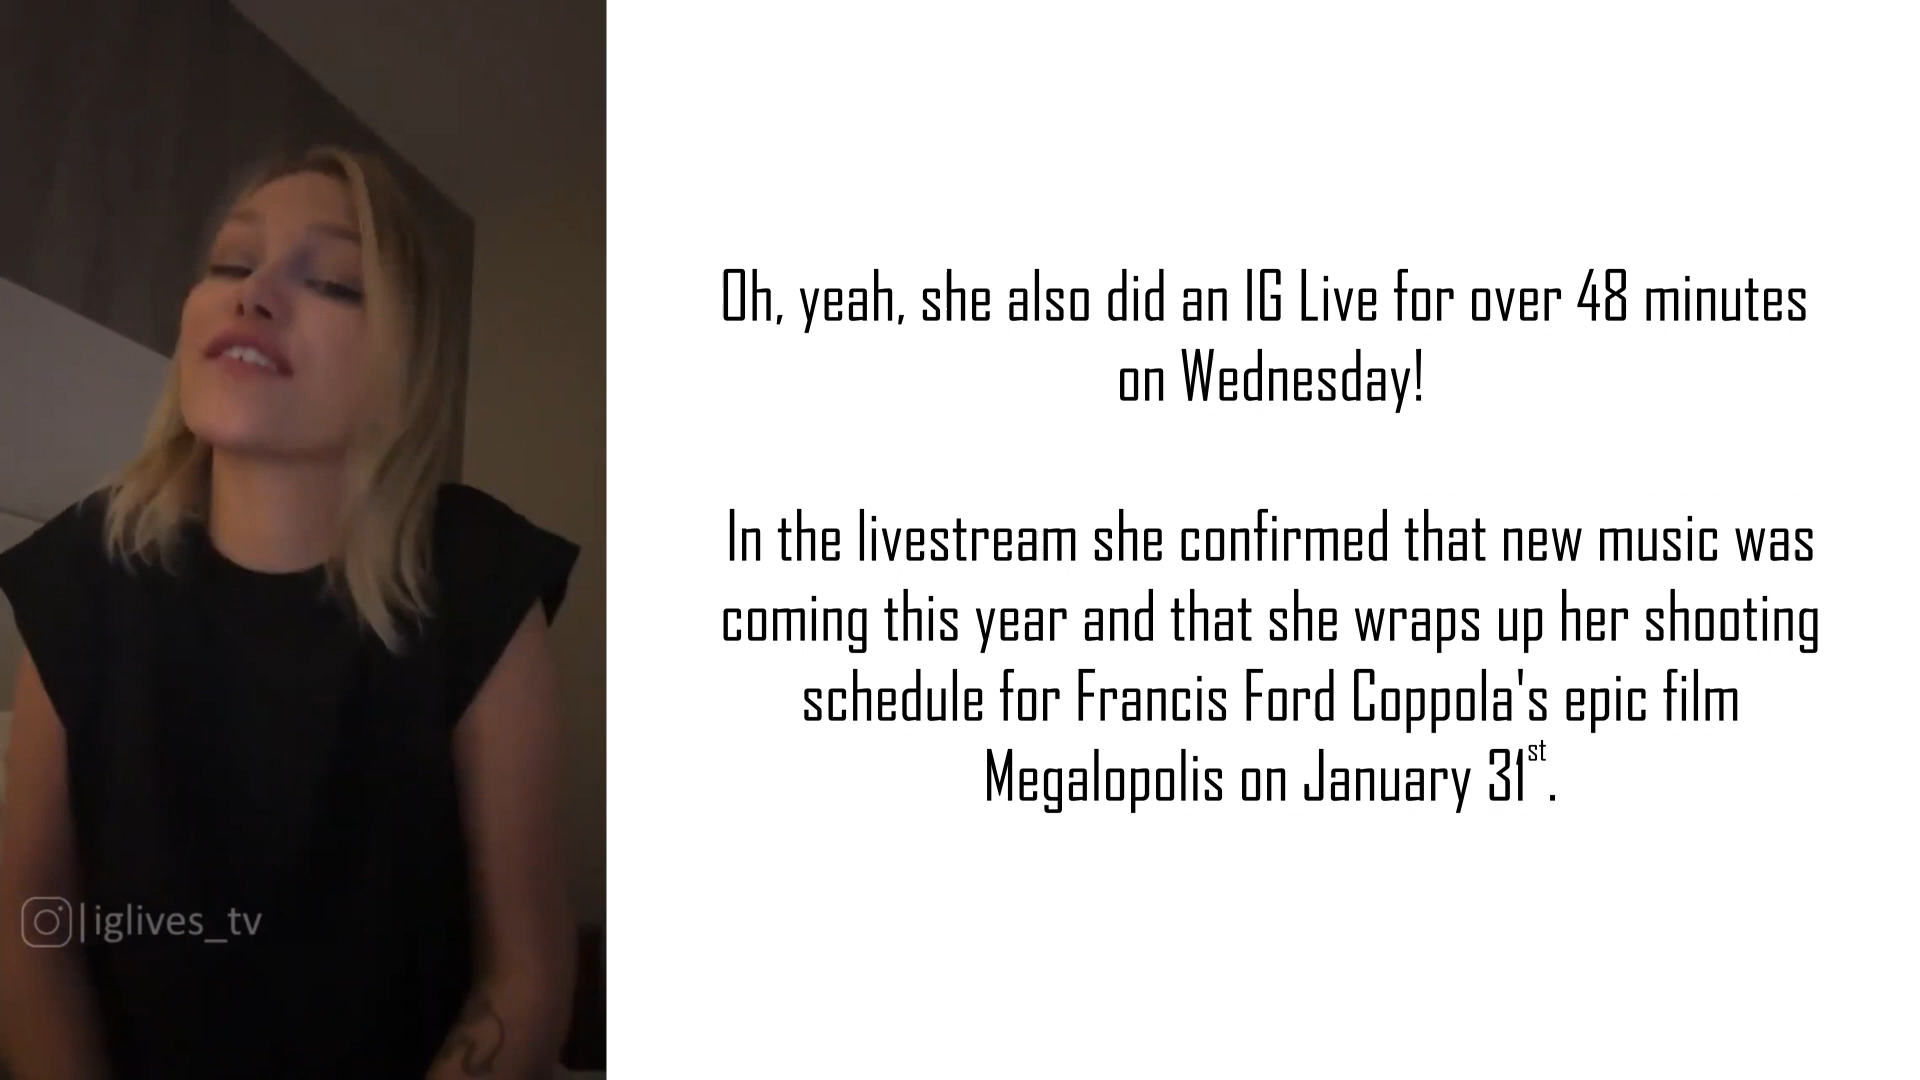 Oh, yeah, she also did an IG Live for over 48 minutes
on Wednesday!
In the livestream she confirmed that new music was
coming this year and that she wraps up her shooting
schedule for Francis Ford Coppola's epic film
Megalopolis on January 31st.
|iglives_tv